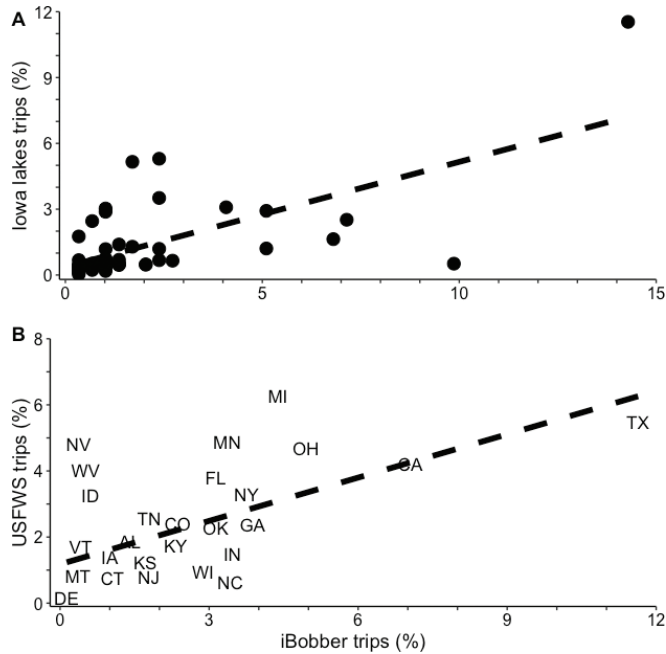 A
12
9
6
3
0
Iowa lakes trips (%)
0 5 10 15
B
8
6
4
2
0
USFWS trips (%)
MI
NV MN TX
OH
WV CA
FL
ID NY
TN CO OK GA
VT AL KY
IA IN
KS
MT CT NJ WI NC
DE
0 3 6 9 12
iBobber trips (%)